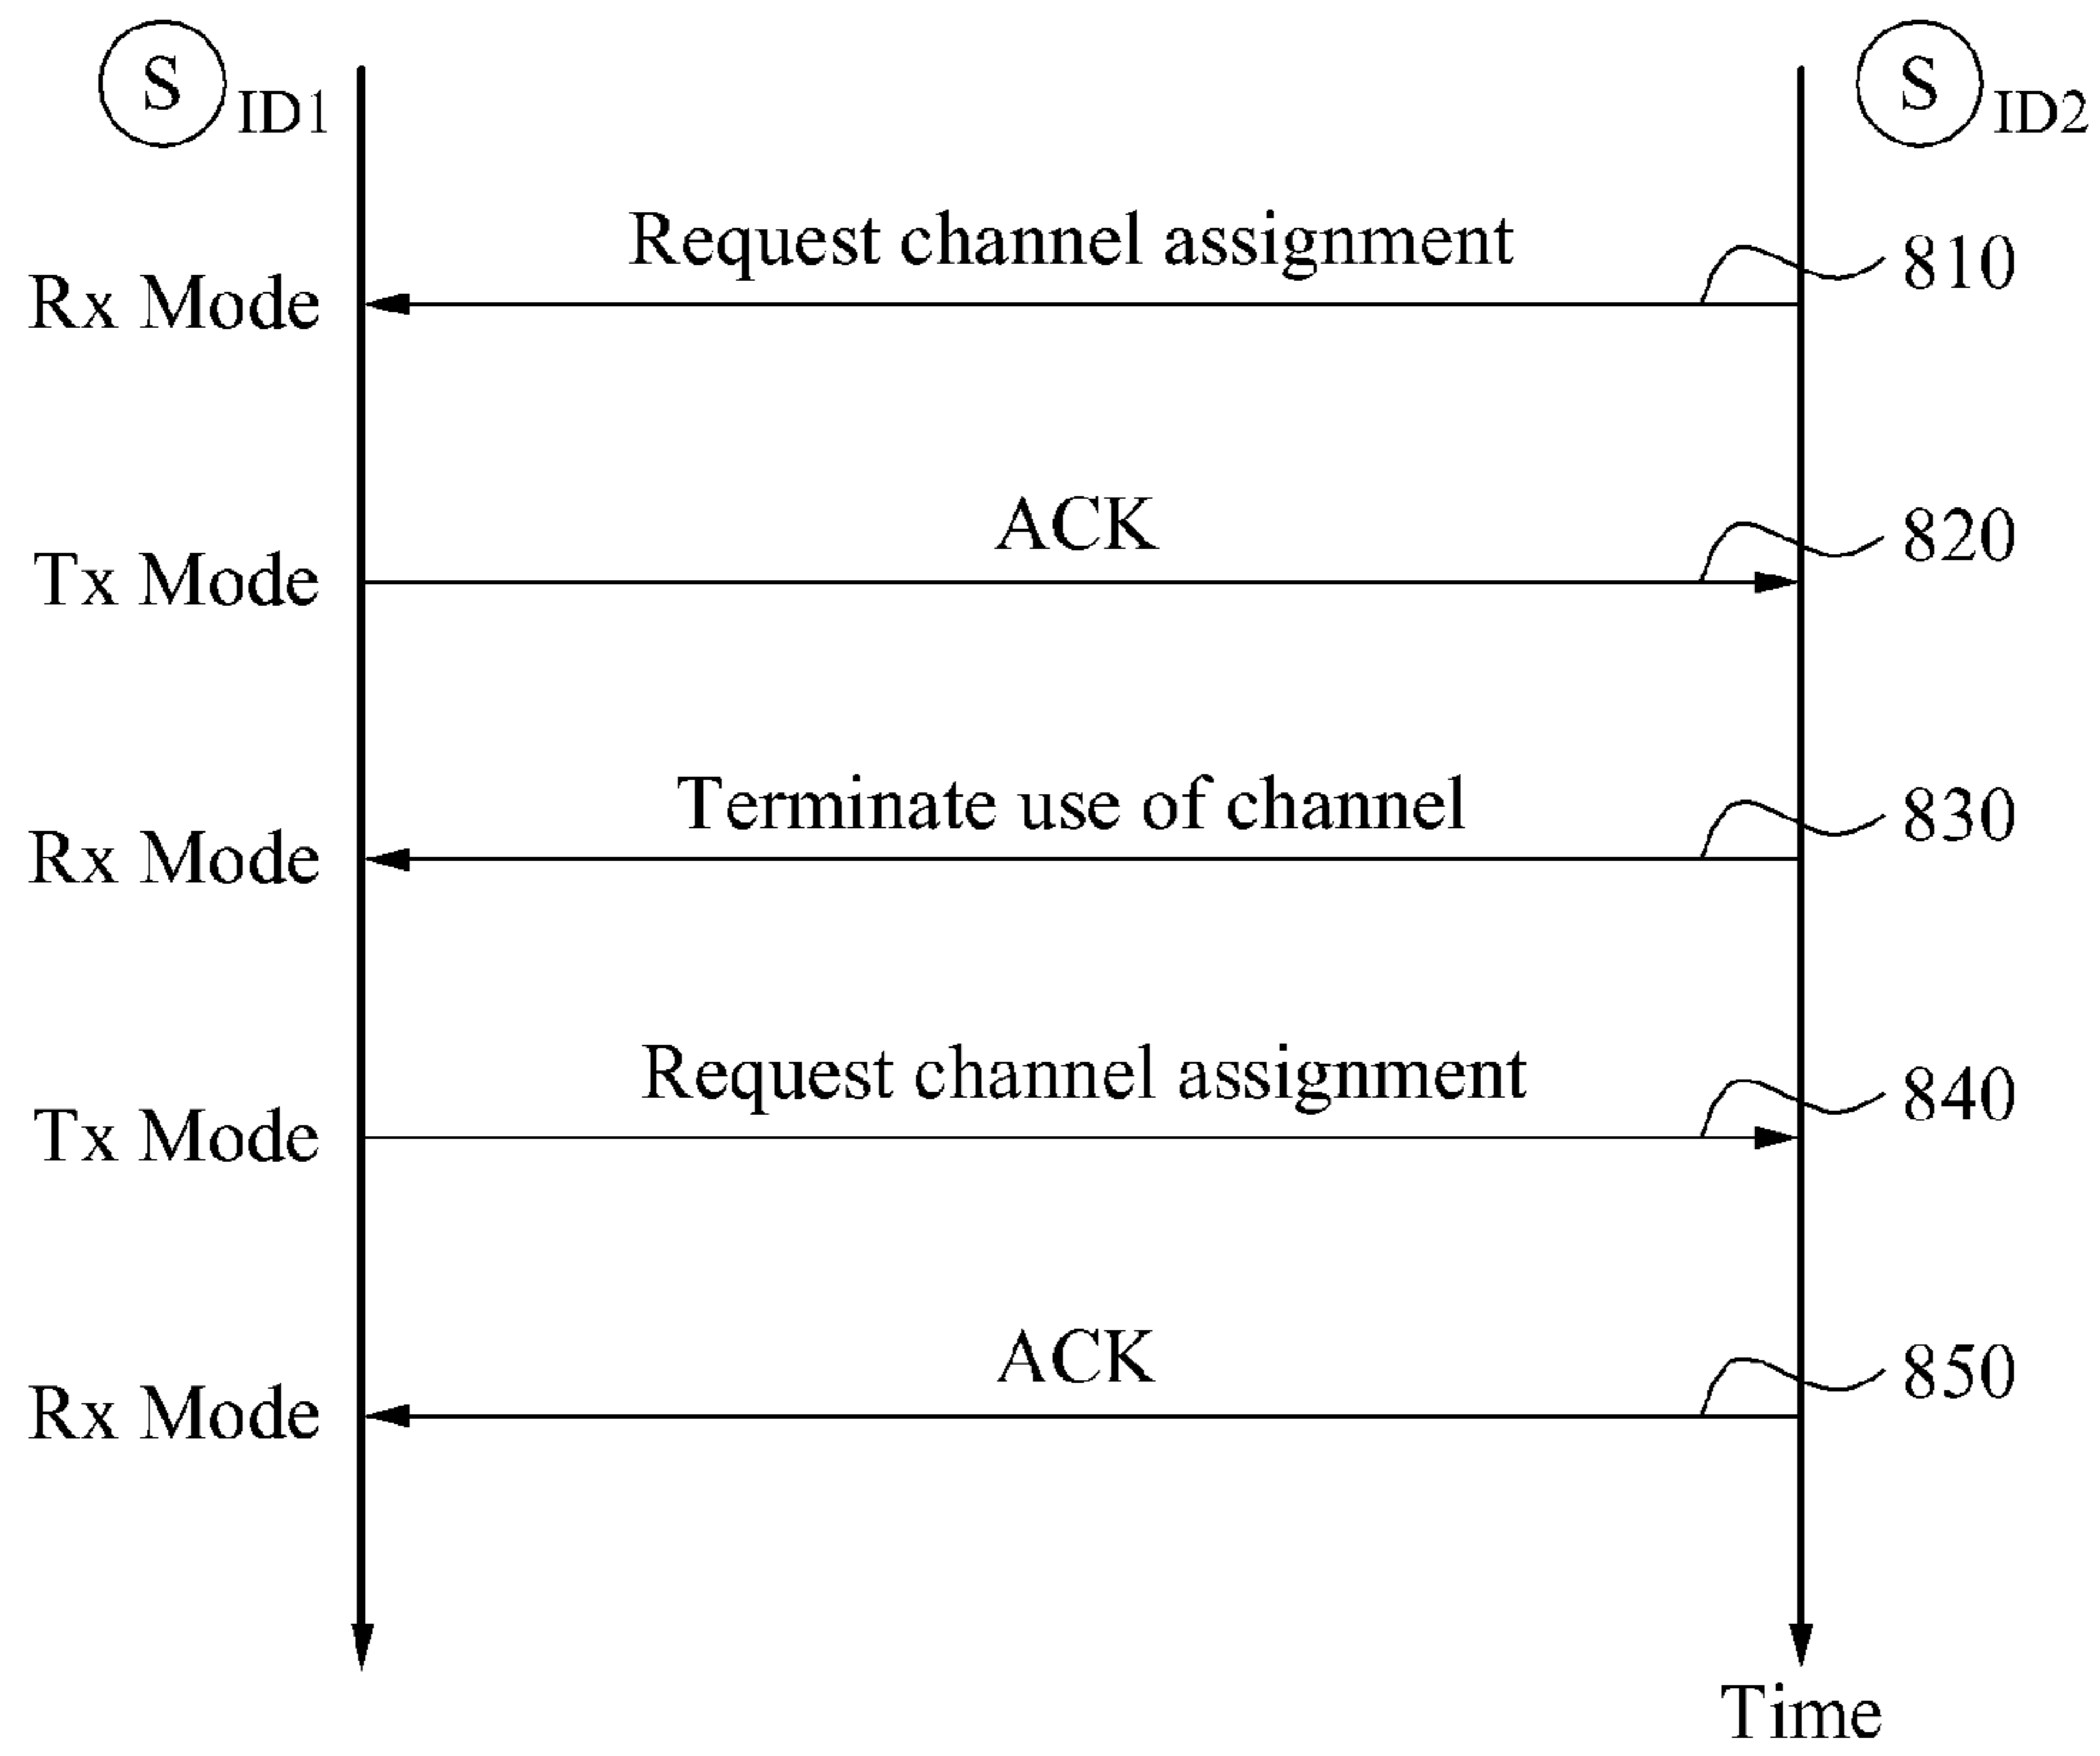 S ID1
S ID2
Request channel assignment
810
Rx Mode
ACK
820
Tx Mode
Terminate use of channel
830
Rx Mode
Request channel assignment
840
Tx Mode
ACK
850
Rx Mode
Time